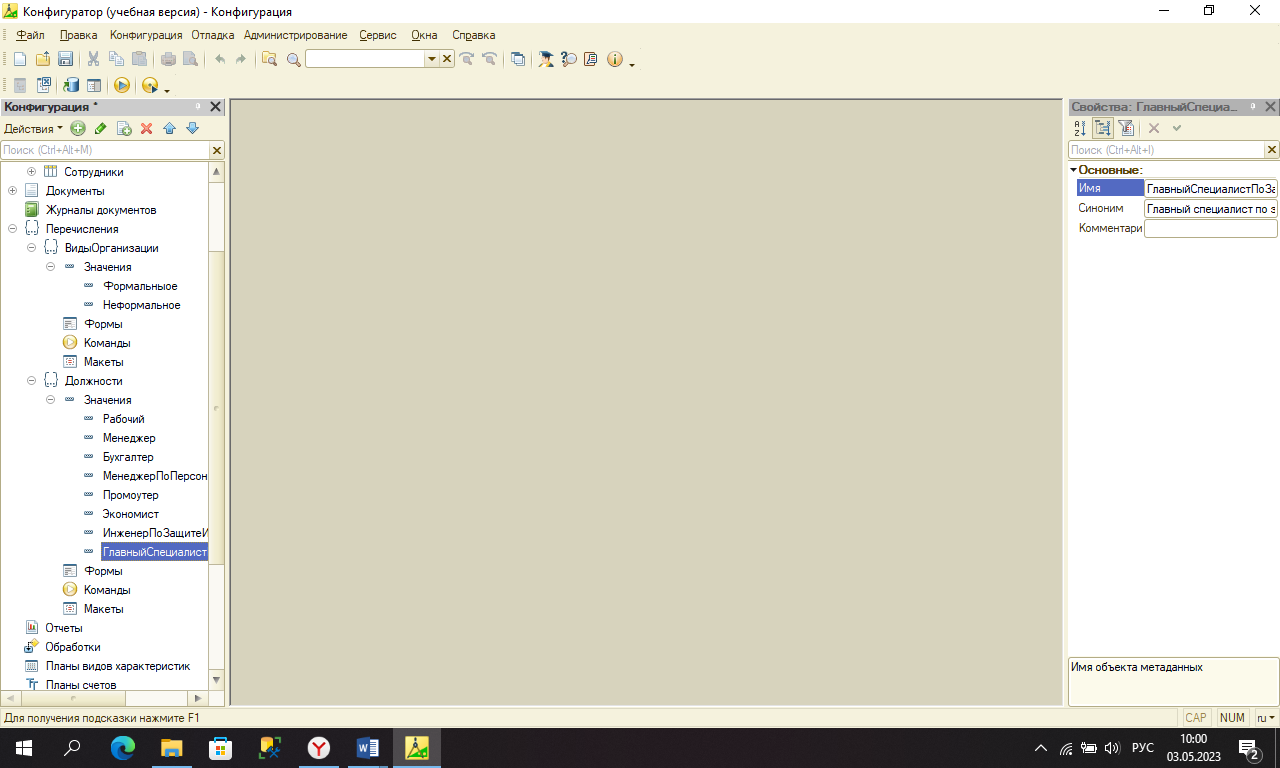 Конфигуратор (учебная версия) - Конфигурация
Файл Правка Конфигурация Отладка Администрирование Сервис Окна Справка
Конфигурация *
Действия
Поиск (Ctrl+Alt+M)
Сотрудники
Документы
Журналы документов
Перечисления
ВидыОрганизации
Значения
Формальныое
Неформальное
Формы
Команды
Макеты
Должности
Значения
Рабочий
Менеджер
Бухгалтер
МенеджерПоПерсон
Промоутер
Экономист
ИнженерПоЗащитеИ
ГлавныйСпециалист
Формы
Команды
Макеты
Отчеты
Обработки
Планы видов характеристик
Планы счетов
Свойства: ГлавныйСпециа...
Поиск (Ctrl+Alt+I)
Основные:
Имя ГлавныйСпециалистПоЗа
Синоним Главный специалист по з
Комментари
Имя объекта метаданных
Для получения подсказки нажмите F1
CAP NUM ru
РУС
10:00
03.05.2023
2